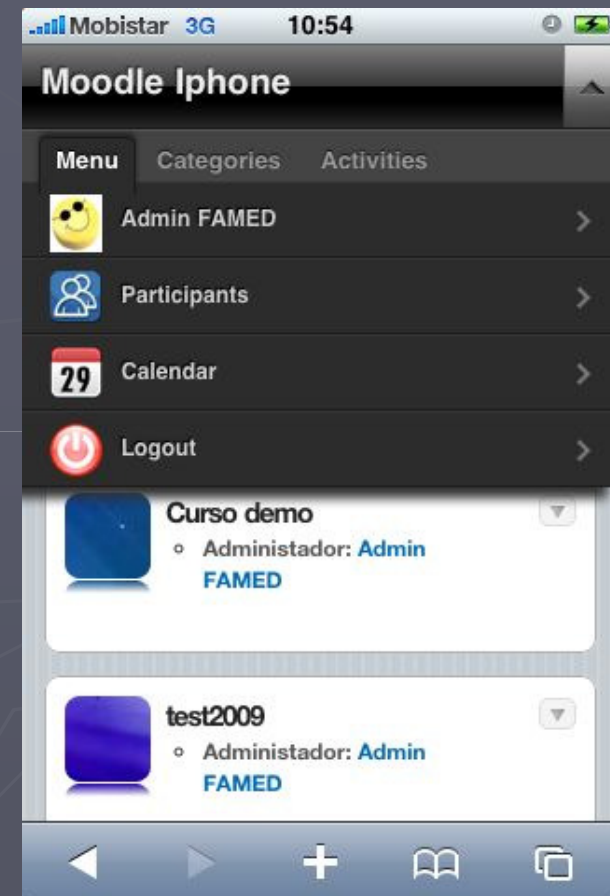 Mobistar 3G 10:54
Moodle Iphone
Menu Categories Activities
Admin FAMED
Participants
29 Calendar
Logout
Curso demo
Administador: Admin
FAMED
test2009
Administador: Admin
FAMED